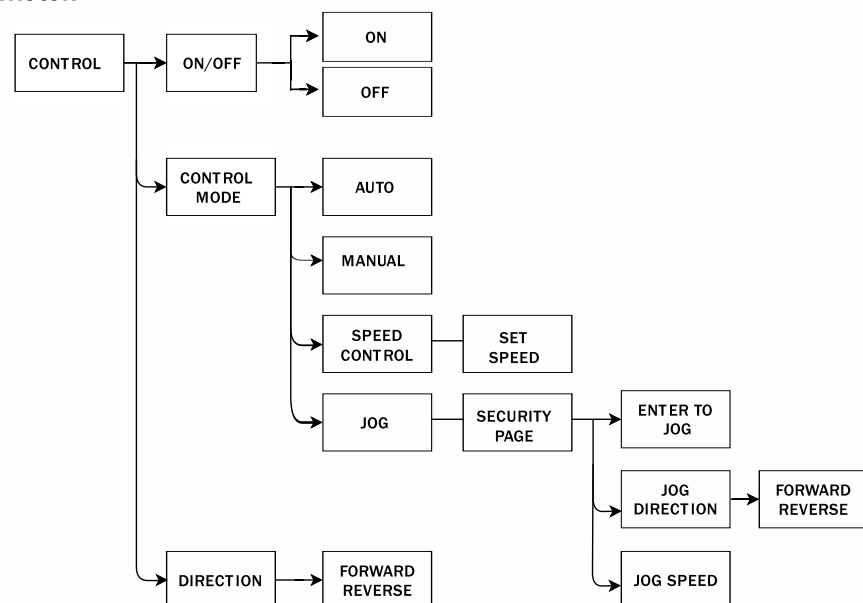 CONTROL
ON/OFF
ON
OFF
CONTROL
MODE
AUTO
MANUAL
SPEED
CONTROL
SET
SPEED
JOG
SECURITY
PAGE
ENTER TO
JOG
JOG
DIRECTION
FORWARD
REVERSE
JOG SPEED
DIRECTION
FORWARD
REVERSE